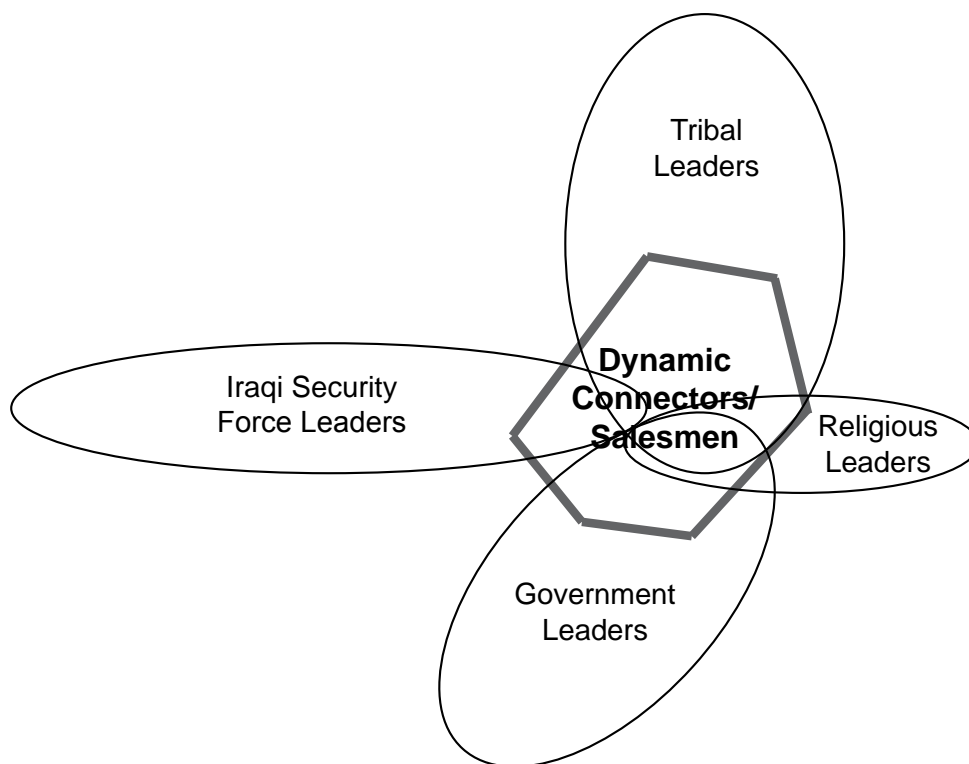 Tribal
Leaders
Dynamic
Connectors/
Salesmen
Iraqi Security
Force Leaders
Religious
Leaders
Government
Leaders